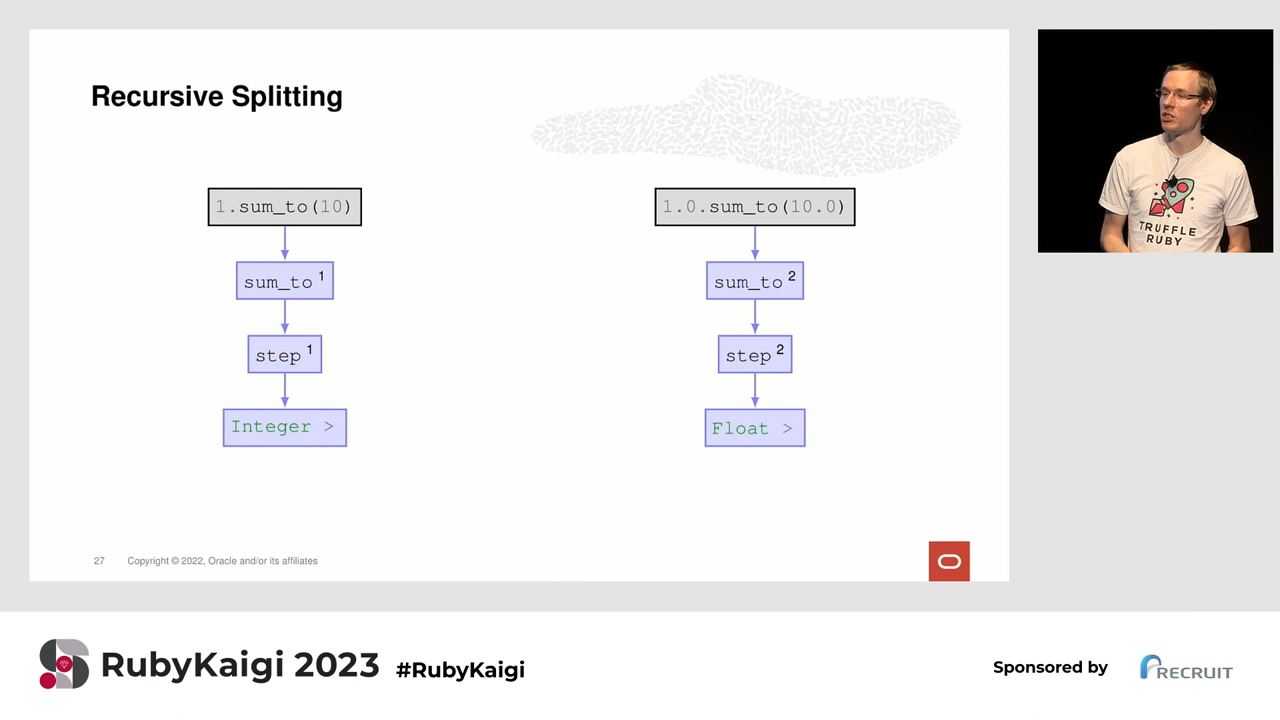 Recursive Splitting
1.sum_to(10)
1.0.sum_to(10.0)
sum_to 1
sum_to 2
step 1
step 2
Integer >
Float >
27 Copyright © 2022, Oracle and/or its affiliates
TRUFFLE
RUBY
RubyKaigi 2023 #RubyKaigi
Sponsored by RECRUIT